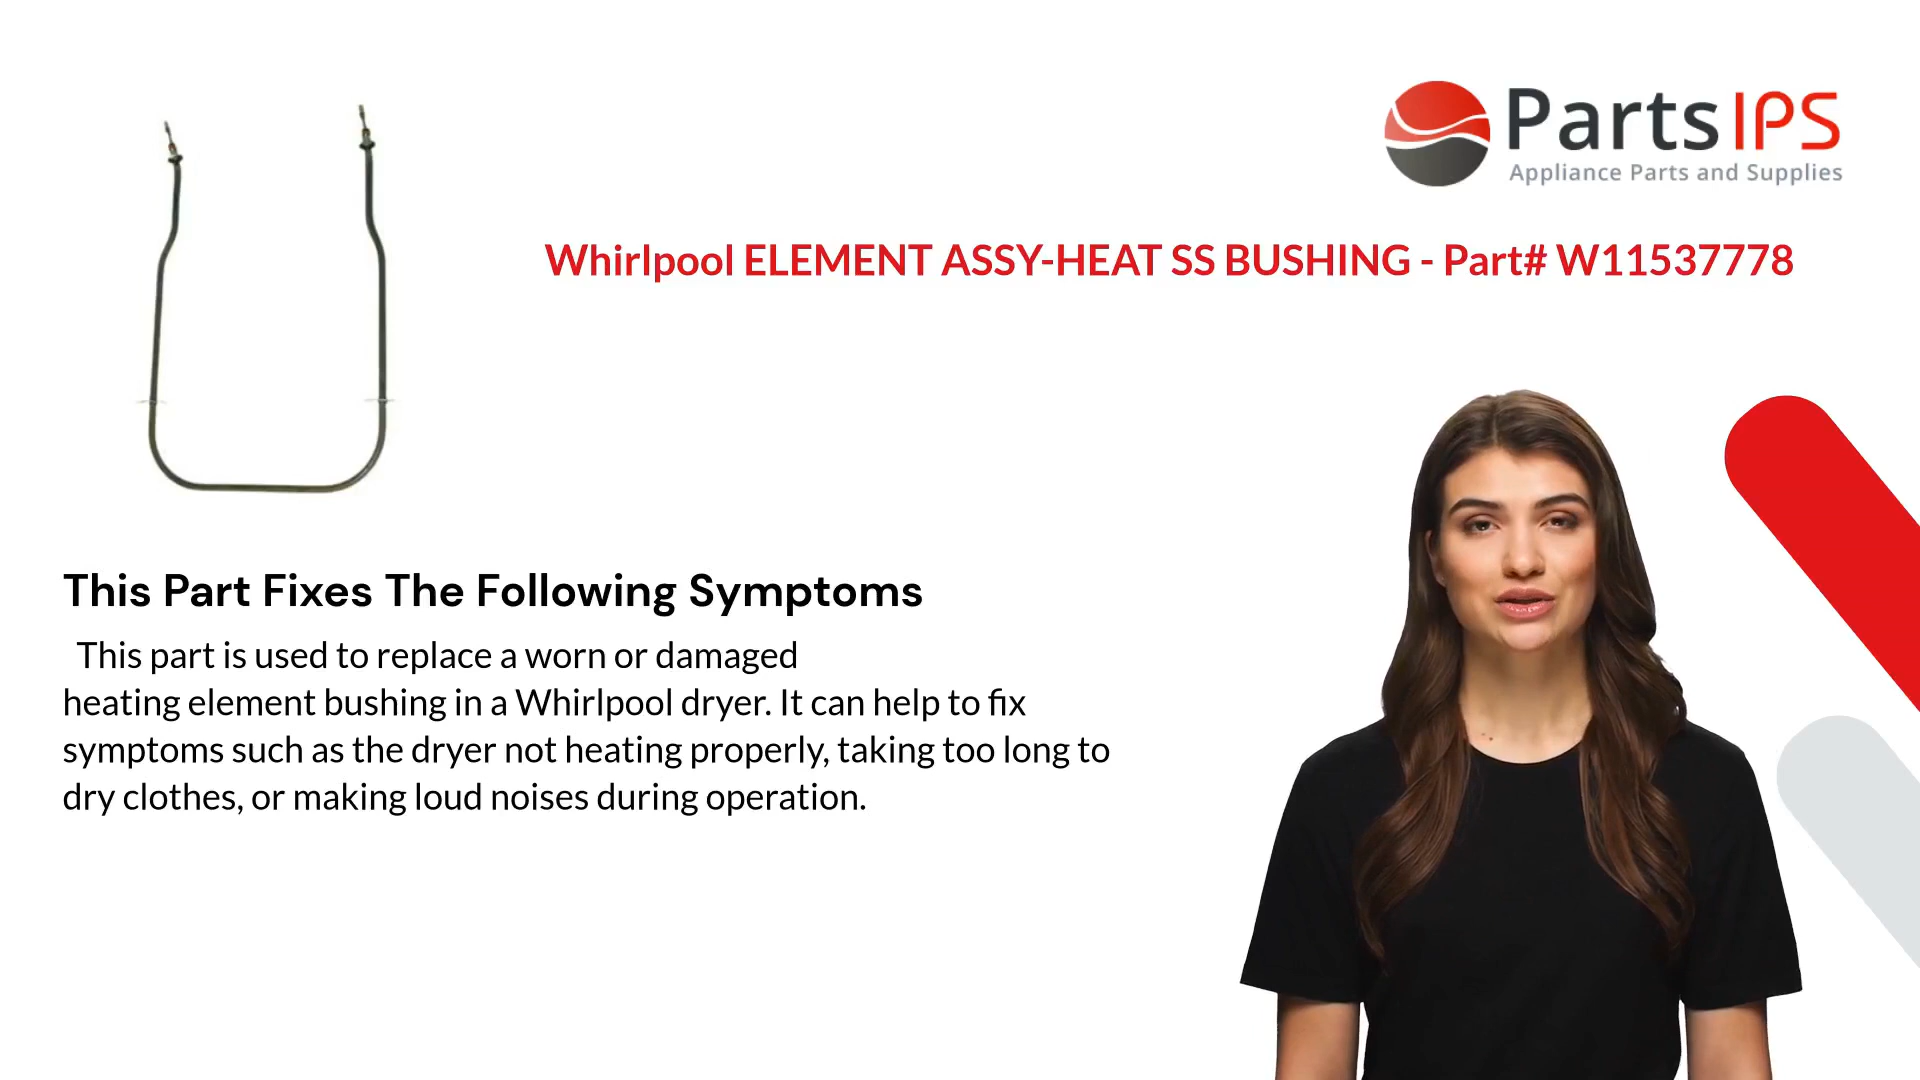 Parts IPS
Appliance Parts and Supplies
Whirlpool ELEMENT ASSY-HEAT SS BUSHING - Part# W11537778
This Part Fixes The Following Symptoms
This part is used to replace a worn or damaged
heating element bushing in a Whirlpool dryer. It can help to fix
symptoms such as the dryer not heating properly, taking too long to
dry clothes, or making loud noises during operation.